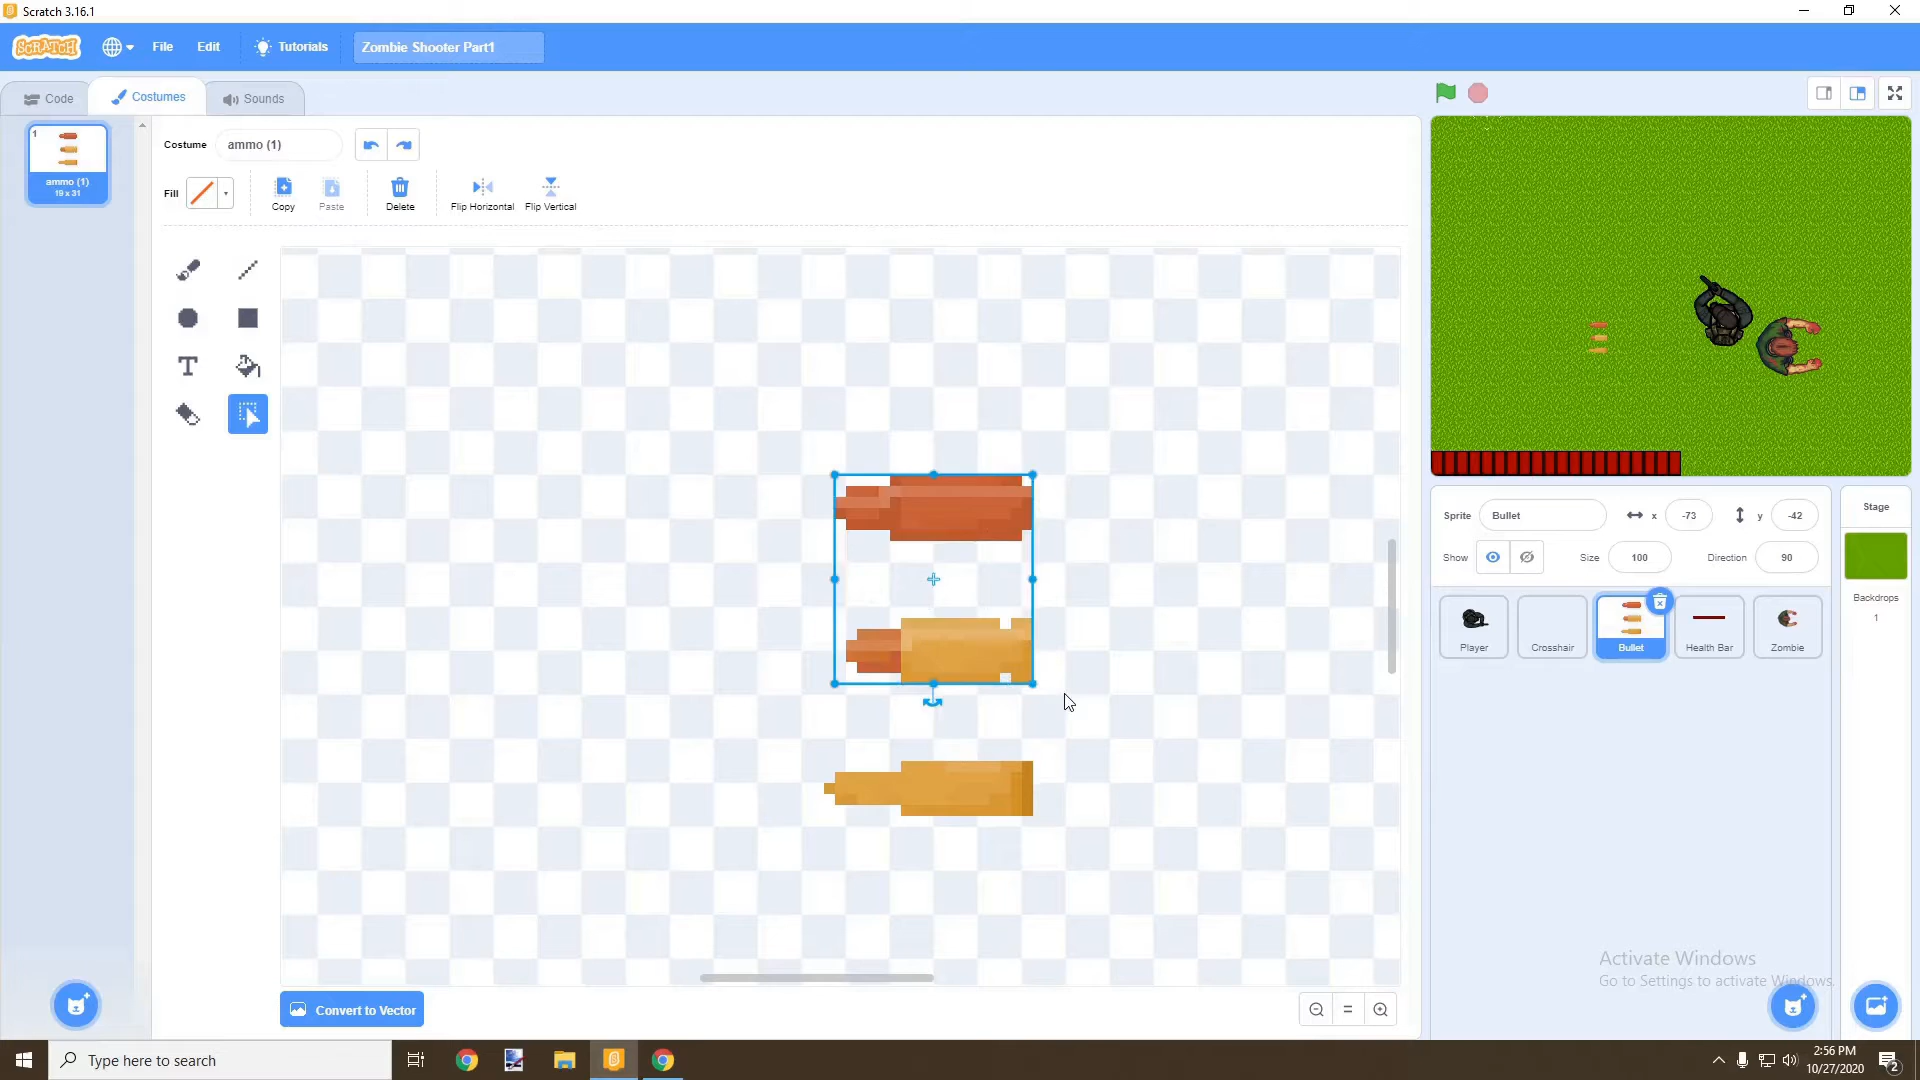 Scratch 3.16.1
SCRATCH File Edit Tutorials Zombie Shooter Part1
Code Costumes Sounds
1
ammo (1)
19 x 31
Costume ammo (1)
Fill Copy Paste Delete Flip Horizontal Flip Vertical
T
Convert to Vector
Sprite Bullet x -73 y -42
Show Size 100 Direction 90
Player Crosshair Bullet Health Bar Zombie
Stage
Backdrops
1
Activate Windows
Go to Settings to activate Windows.
Type here to search
2:56 PM
10/27/2020
2